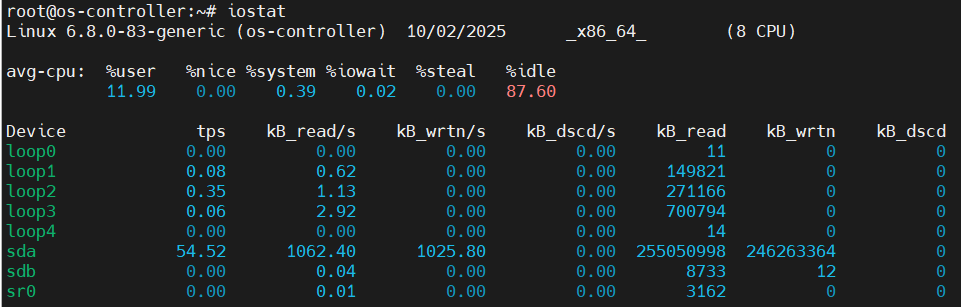 root@os-controller:~# iostat
Linux 6.8.0-83-generic (os-controller)  10/02/2025      _x86_64_        (8 CPU)
avg-cpu:  %user   %nice %system %iowait  %steal   %idle
          11.99    0.00    0.39    0.02    0.00   87.60
Device             tps    kB_read/s    kB_wrtn/s    kB_dscd/s    kB_read    kB_wrtn    kB_dscd
loop0             0.00         0.00         0.00         0.00         11          0          0
loop1             0.08         0.62         0.00         0.00     149821          0          0
loop2             0.35         1.13         0.00         0.00     271166          0          0
loop3             0.06         2.92         0.00         0.00     700794          0          0
loop4             0.00         0.00         0.00         0.00         14          0          0
sda              54.52      1062.40      1025.80         0.00  255050998  246263364          0
sdb               0.00         0.04         0.00         0.00       8733         12          0
sr0               0.00         0.01         0.00         0.00       3162          0          0